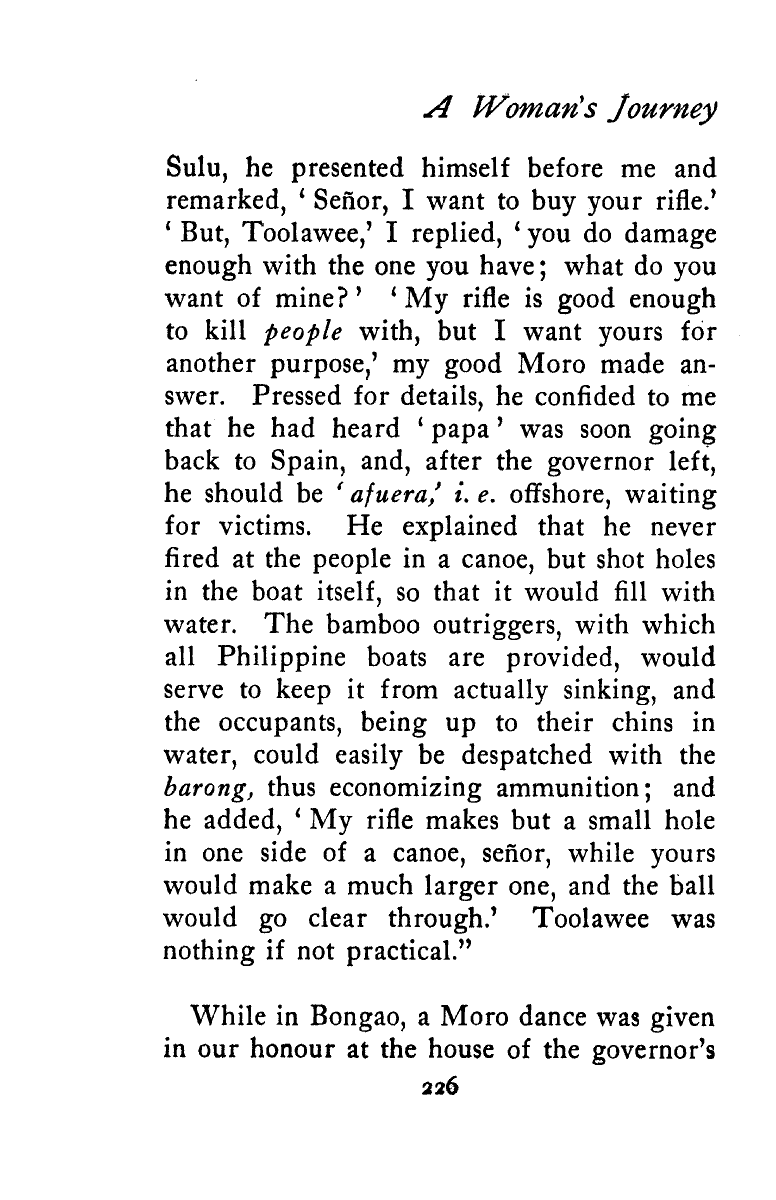 A Woman's Journey
Sulu, he presented himself before me and
remarked, ‘ Señor, I want to buy your rifle.’
‘ But, Toolawee,’ I replied, ‘ you do damage
enough with the one you have; what do you
want of mine? ’ ‘ My rifle is good enough
to kill people with, but I want yours for
another purpose,’ my good Moro made an-
swer. Pressed for details, he confided to me
that he had heard ‘ papa ’ was soon going
back to Spain, and, after the governor left,
he should be ‘ afuera,’ i. e. offshore, waiting
for victims. He explained that he never
fired at the people in a canoe, but shot holes
in the boat itself, so that it would fill with
water. The bamboo outriggers, with which
all Philippine boats are provided, would
serve to keep it from actually sinking, and
the occupants, being up to their chins in
water, could easily be despatched with the
barong, thus economizing ammunition; and
he added, ‘ My rifle makes but a small hole
in one side of a canoe, señor, while yours
would make a much larger one, and the ball
would go clear through.’ Toolawee was
nothing if not practical.”
While in Bongao, a Moro dance was given
in our honour at the house of the governor’s
226